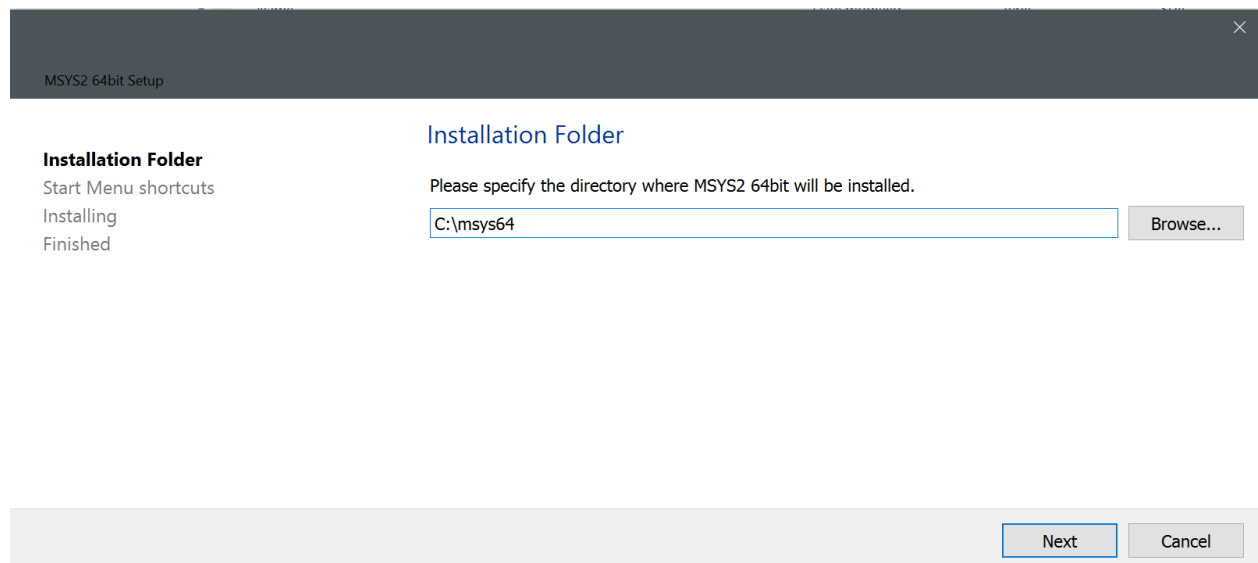 MSYS2 64bit Setup
Installation Folder
Start Menu shortcuts
Installing
Finished
Installation Folder
Please specify the directory where MSYS2 64bit will be installed.
C:\msys64
Browse...
Next
Cancel